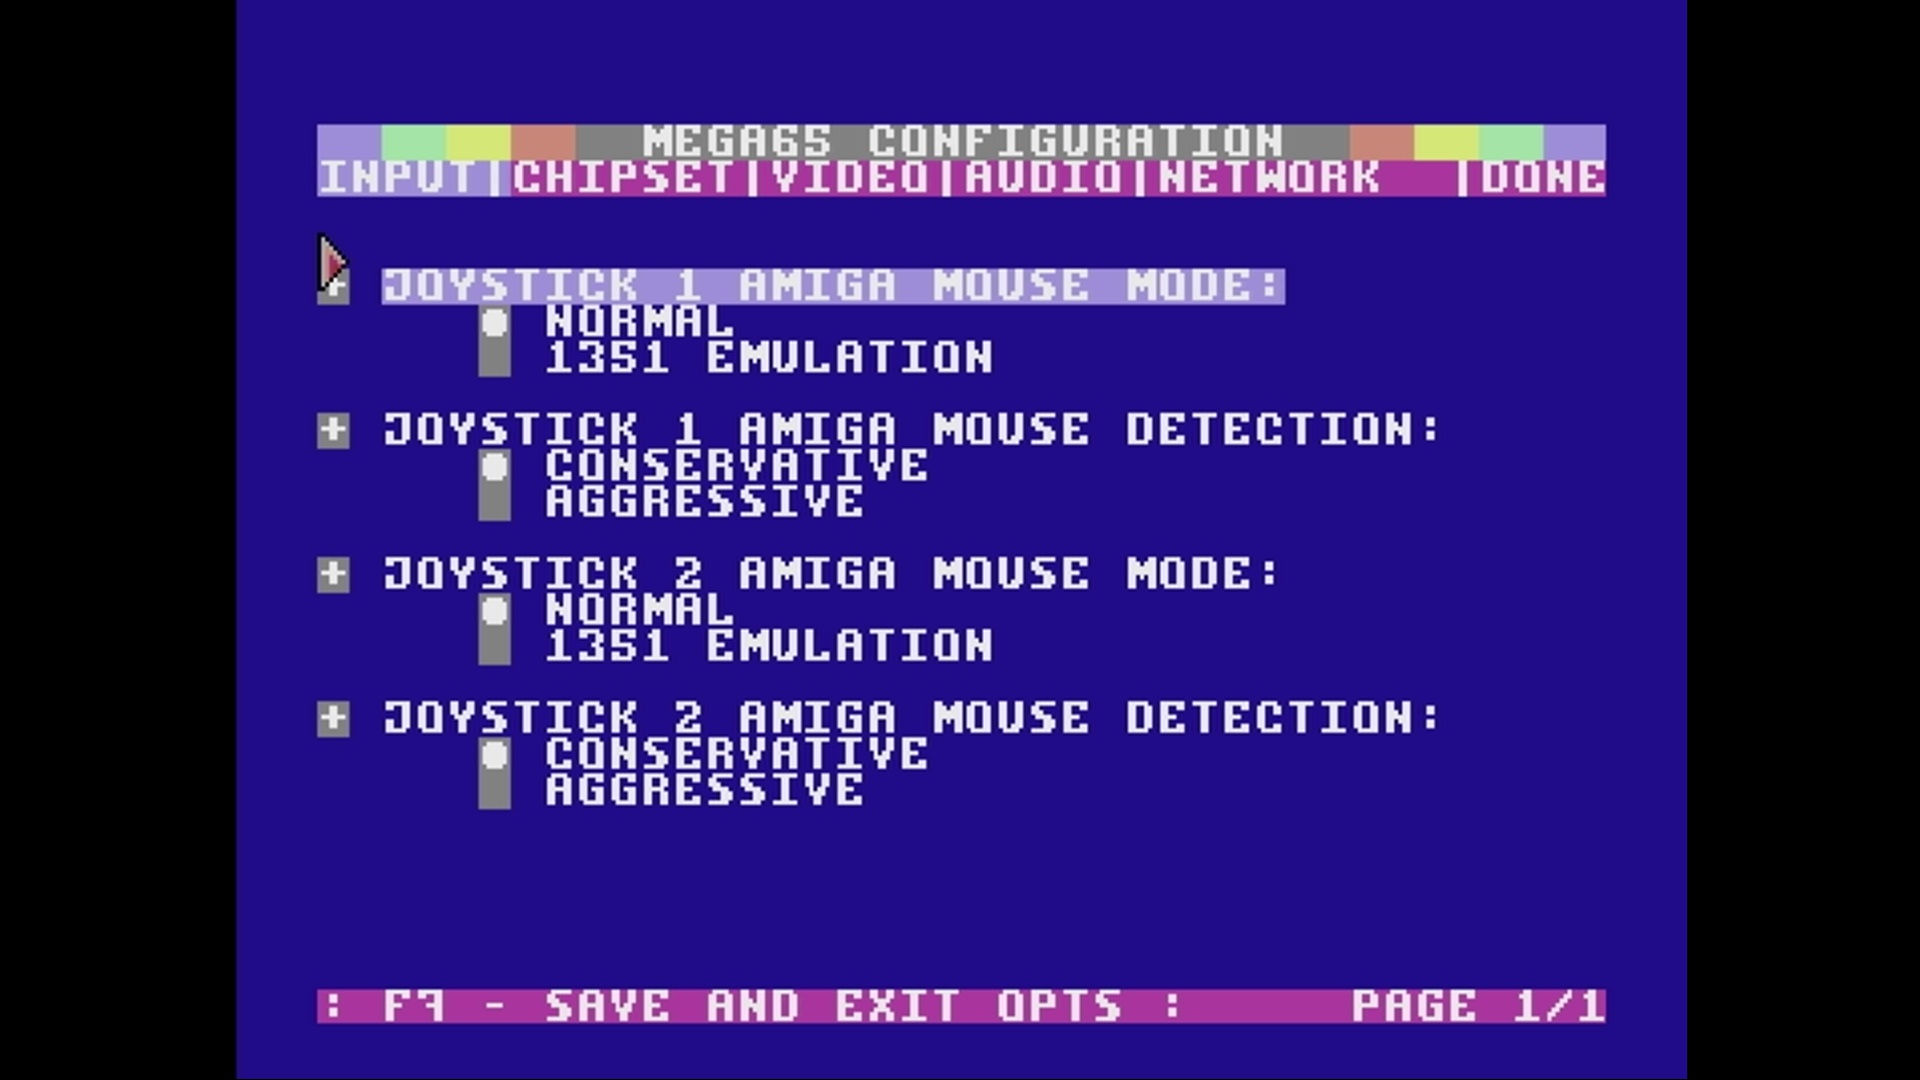 MEGA65 CONFIGURATION
INPUT|CHIPSET|VIDEO|AUDIO|NETWORK |DONE
+ JOYSTICK 1 AMIGA MOUSE MODE:
NORMAL
1351 EMULATION
+ JOYSTICK 1 AMIGA MOUSE DETECTION:
CONSERVATIVE
AGGRESSIVE
+ JOYSTICK 2 AMIGA MOUSE MODE:
NORMAL
1351 EMULATION
+ JOYSTICK 2 AMIGA MOUSE DETECTION:
CONSERVATIVE
AGGRESSIVE
: F7 - SAVE AND EXIT OPTS : PAGE 1/1